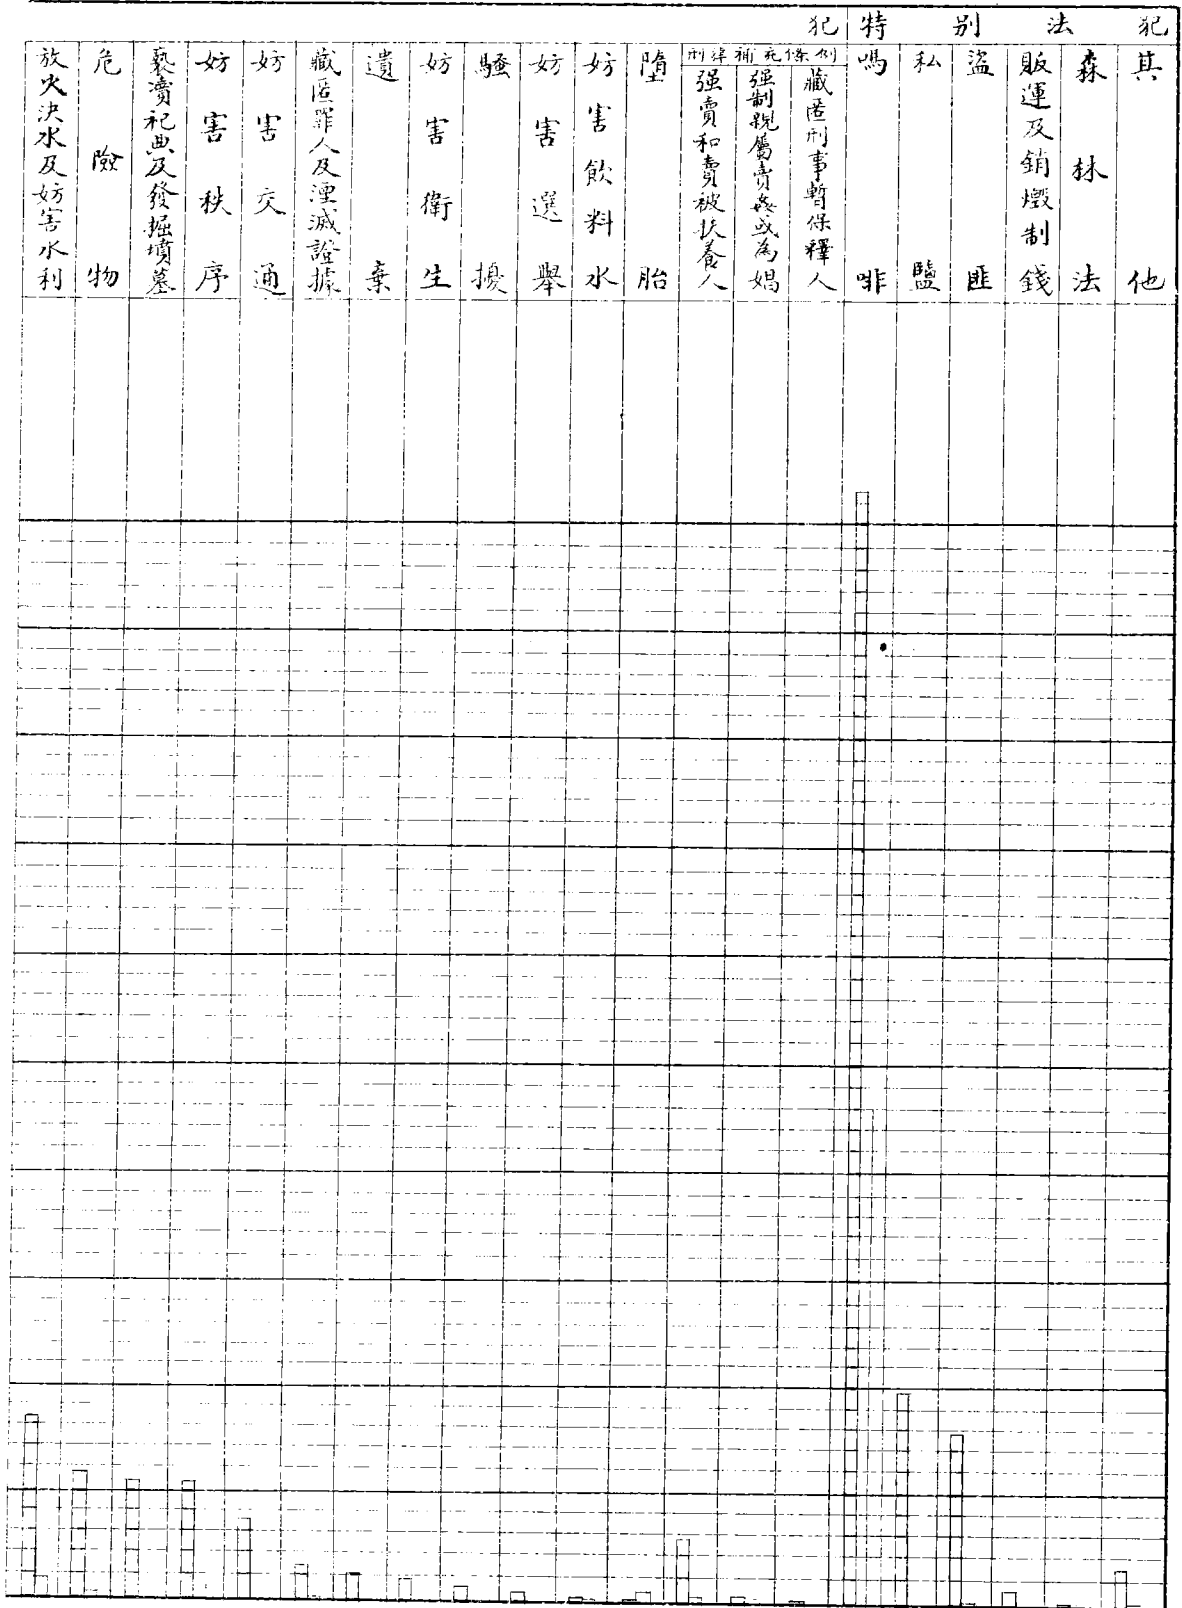 犯 特別法犯
放火決水及妨害水利
危險物
褻瀆祀典及發掘墳墓
妨害秩序
妨害交通
藏匿罪人及湮滅證據
遺棄
妨害衛生
騷擾
妨害選舉
妨害飲料水
墮胎
刑律補充條例
强賣和賣被扶養人
强制親屬賣姦或為娼
藏匿刑事暫保釋人
嗎啡
私鹽
盜匪
販運及銷燬制錢
森林法
其他